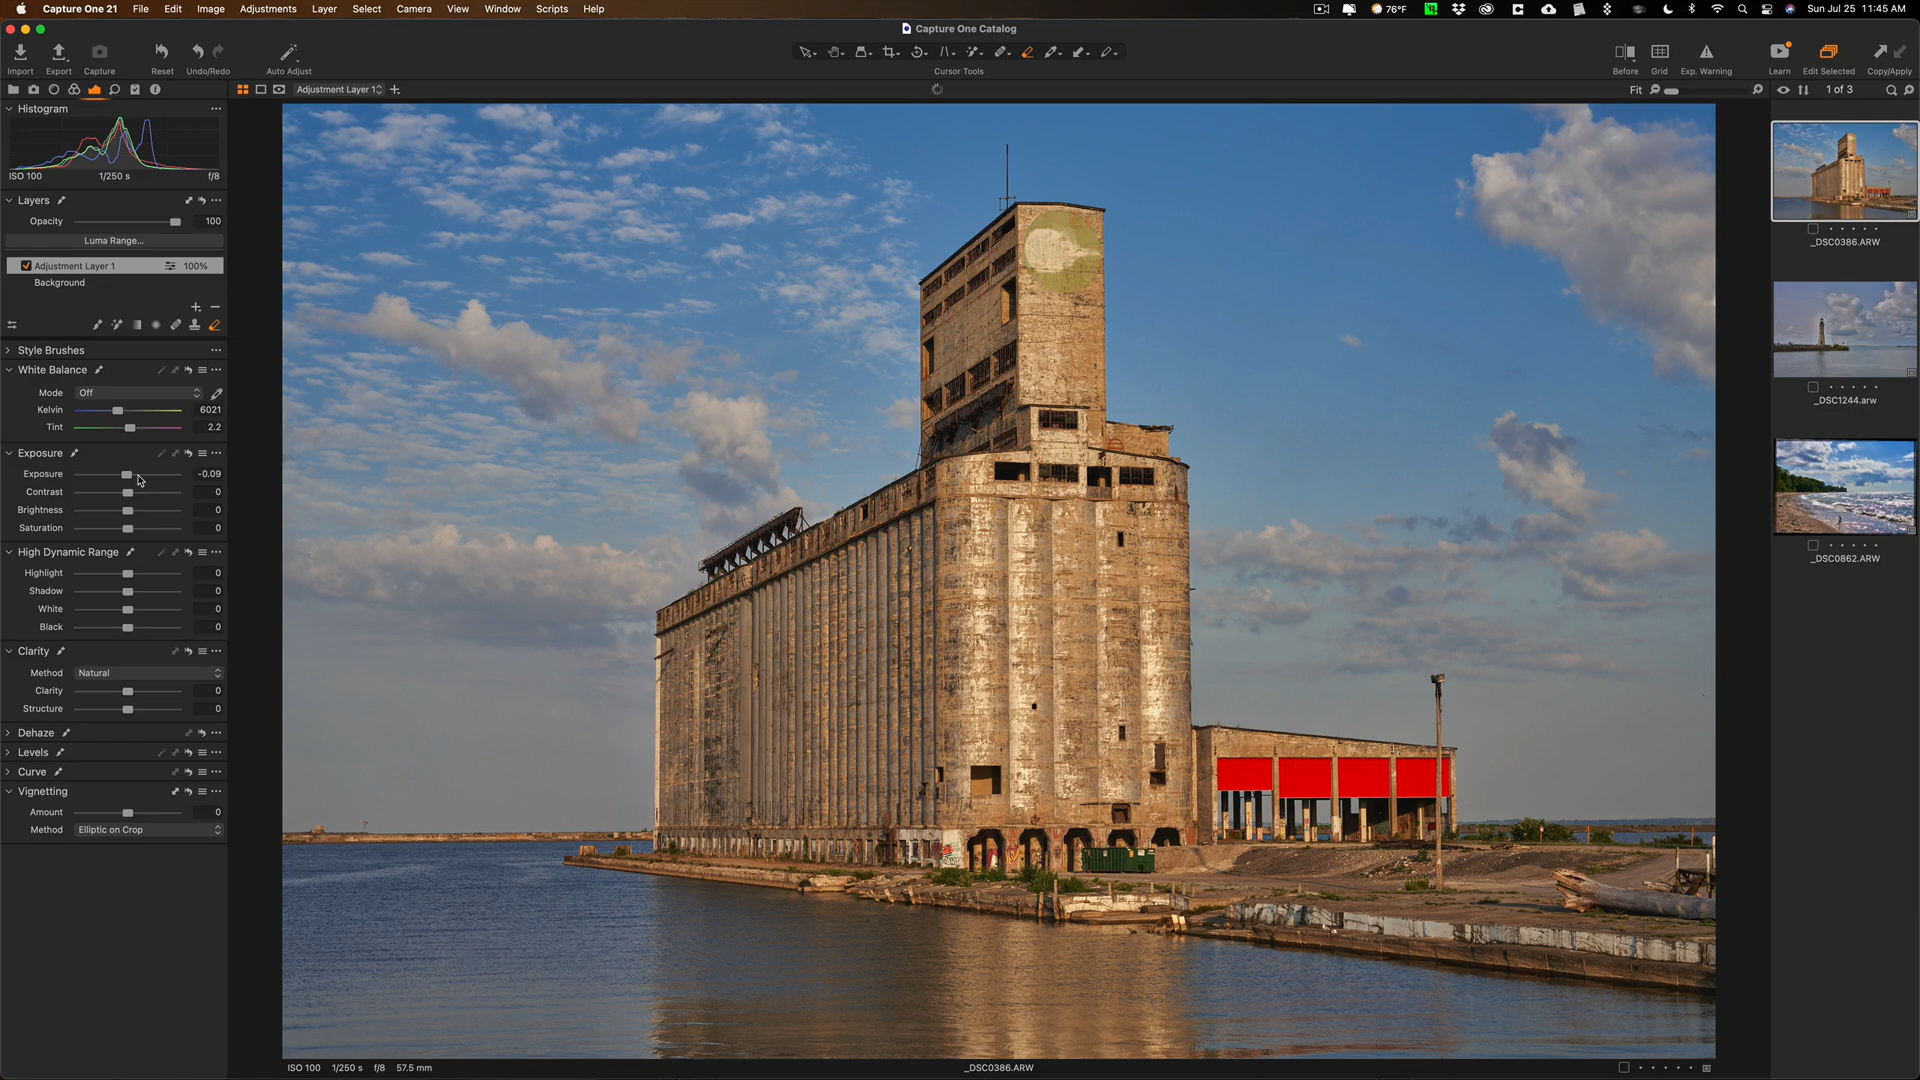 Capture One 21 File Edit Image Adjustments Layer Select Camera View Window Scripts Help 76°F Sun Jul 25 11:45 AM
Capture One Catalog
Import Export Capture Reset Undo/Redo Auto Adjust Cursor Tools Before Grid Exp. Warning Learn Edit Selected Copy/Apply
Adjustment Layer 1 Fit 1 of 3
Histogram
ISO 100 1/250 s f/8
Layers
Opacity 100
Luma Range...
Adjustment Layer 1 100%
Background
Style Brushes
White Balance
Mode Off
Kelvin 6021
Tint 2.2
Exposure
Exposure -0.09
Contrast 0
Brightness 0
Saturation 0
High Dynamic Range
Highlight 0
Shadow 0
White 0
Black 0
Clarity
Method Natural
Clarity 0
Structure 0
Dehaze
Levels
Curve
Vignetting
Amount 0
Method Elliptic on Crop
_DSC0386.ARW
_DSC1244.arw
_DSC0862.ARW
ISO 100 1/250 s f/8 57.5 mm _DSC0386.ARW